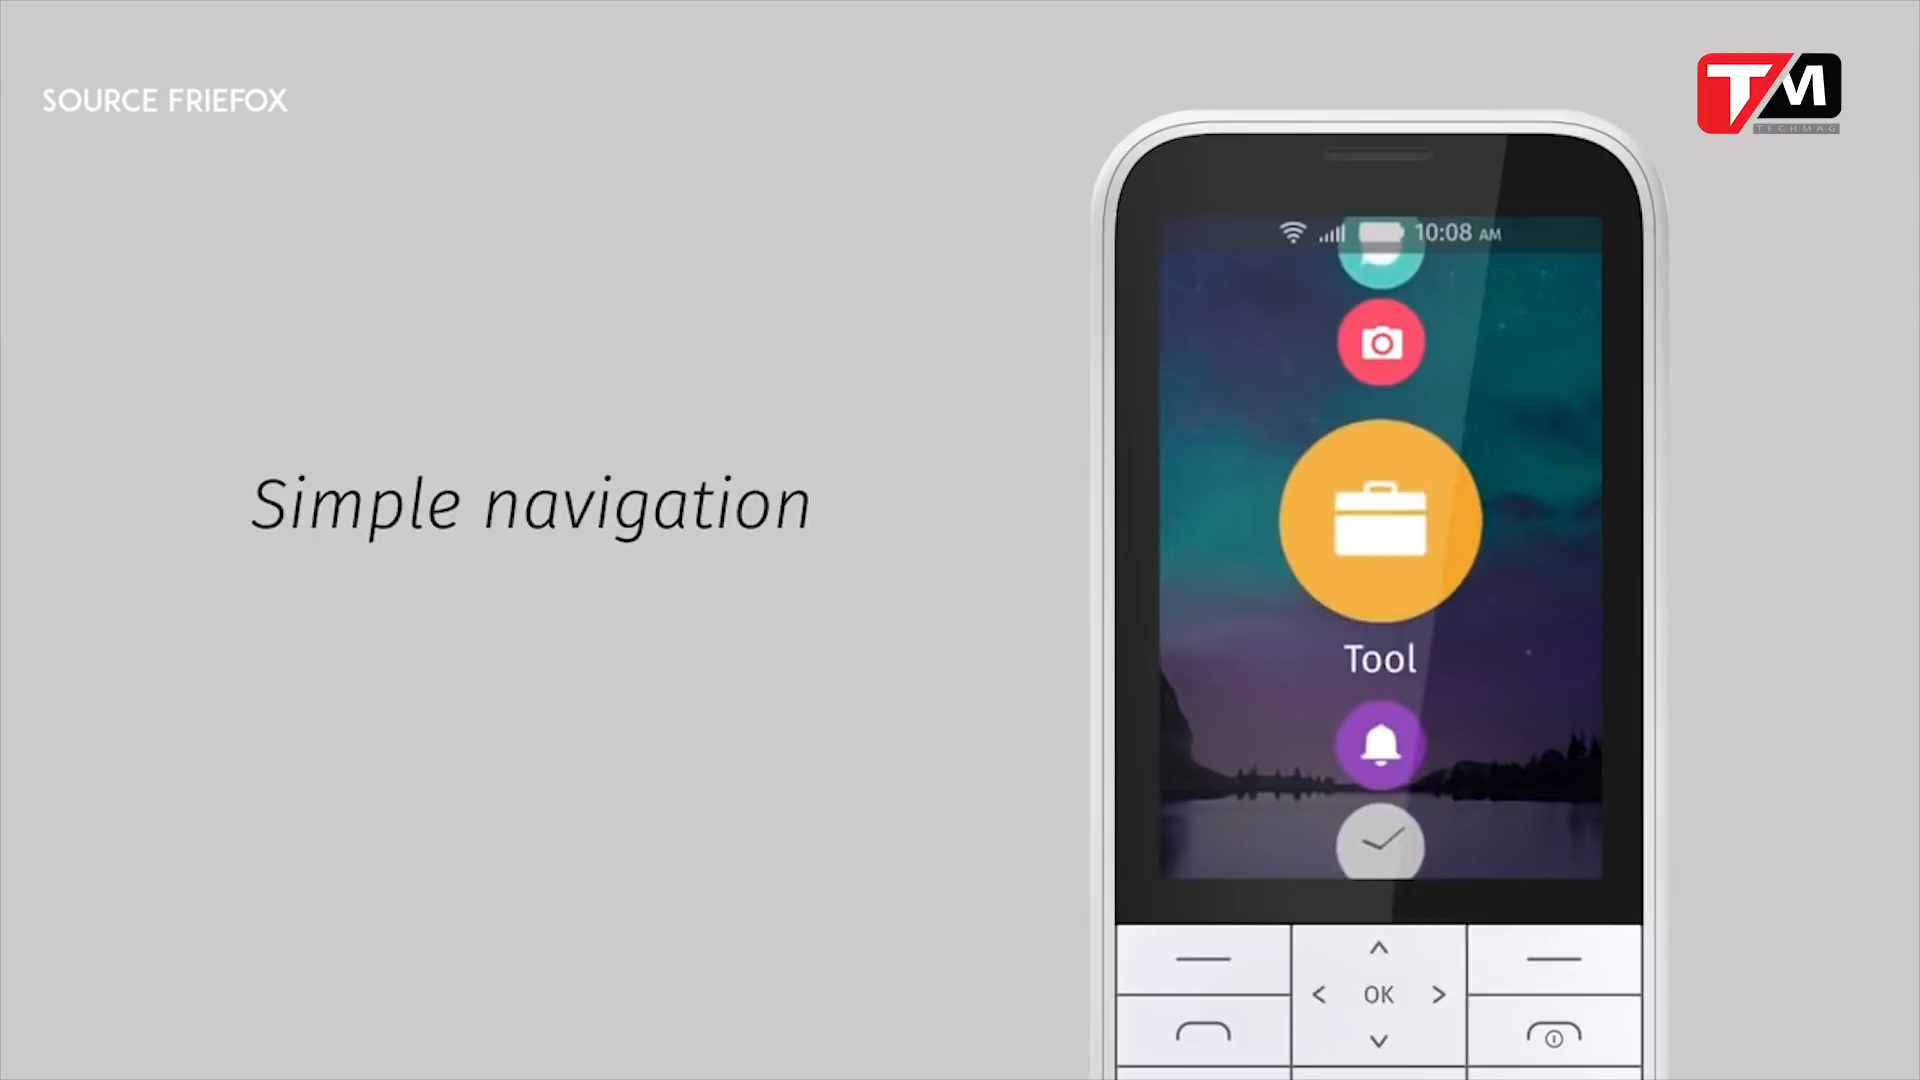 SOURCE FRIEFOX
TM
TECHMAG
10:08 AM
Simple navigation
Tool
OK